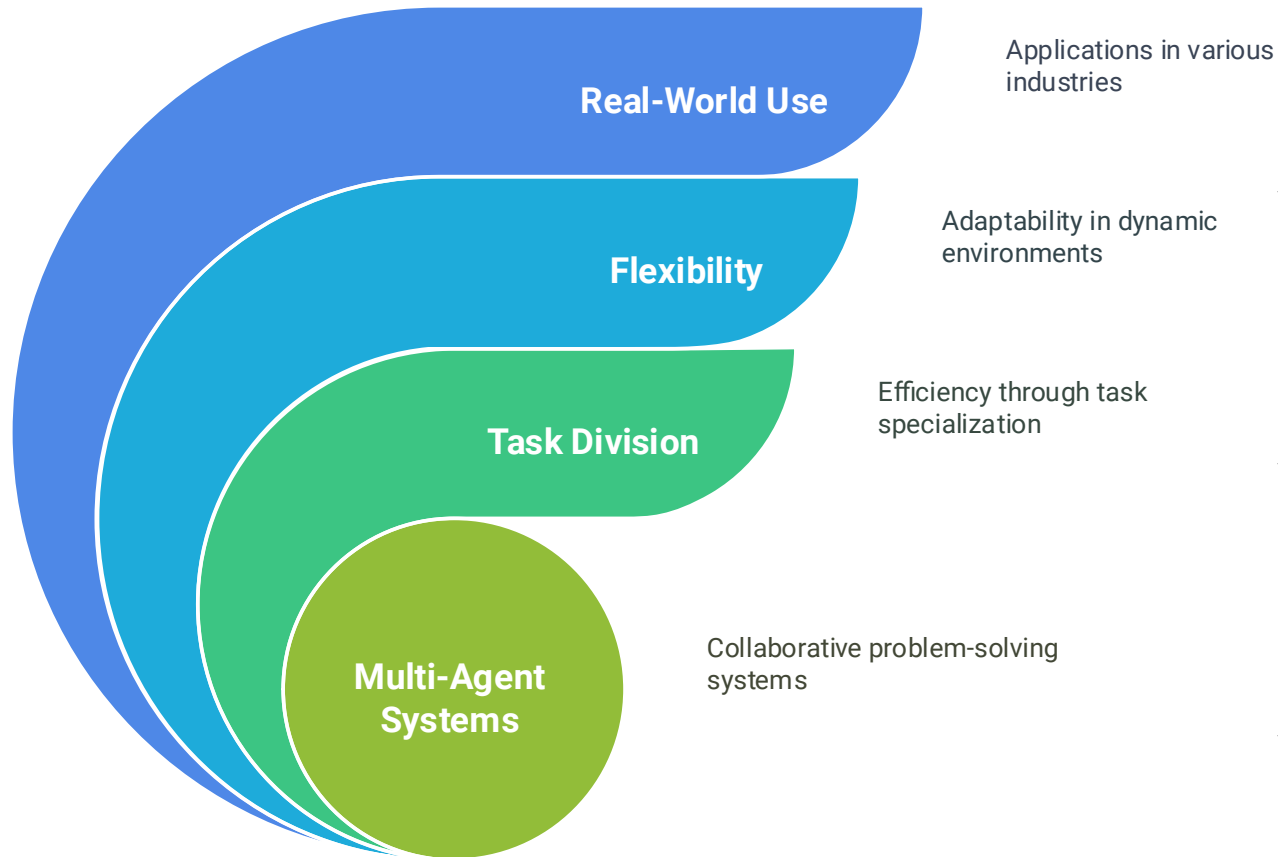 Real-World Use
Applications in various
industries
Flexibility
Adaptability in dynamic
environments
Task Division
Efficiency through task
specialization
Multi-Agent
Systems
Collaborative problem-solving
systems